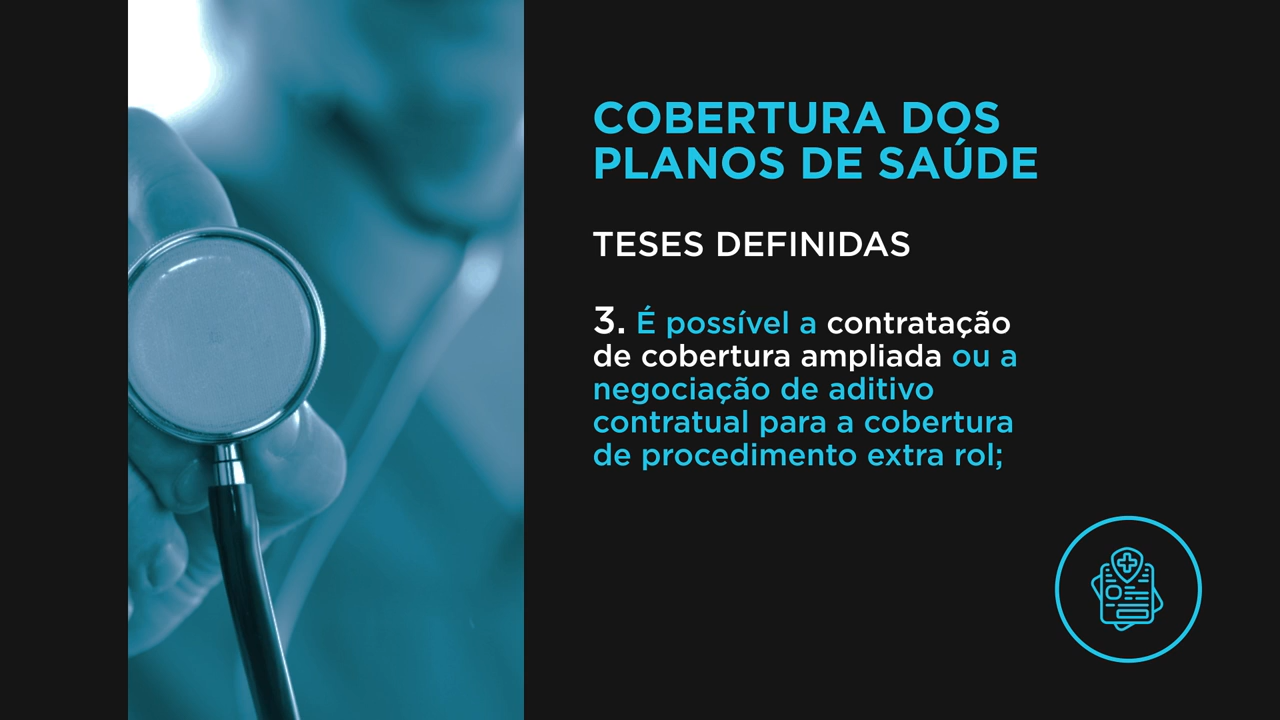 COBERTURA DOS
PLANOS DE SAÚDE
TESES DEFINIDAS
3. É possível a contratação
de cobertura ampliada ou a
negociação de aditivo
contratual para a cobertura
de procedimento extra rol;